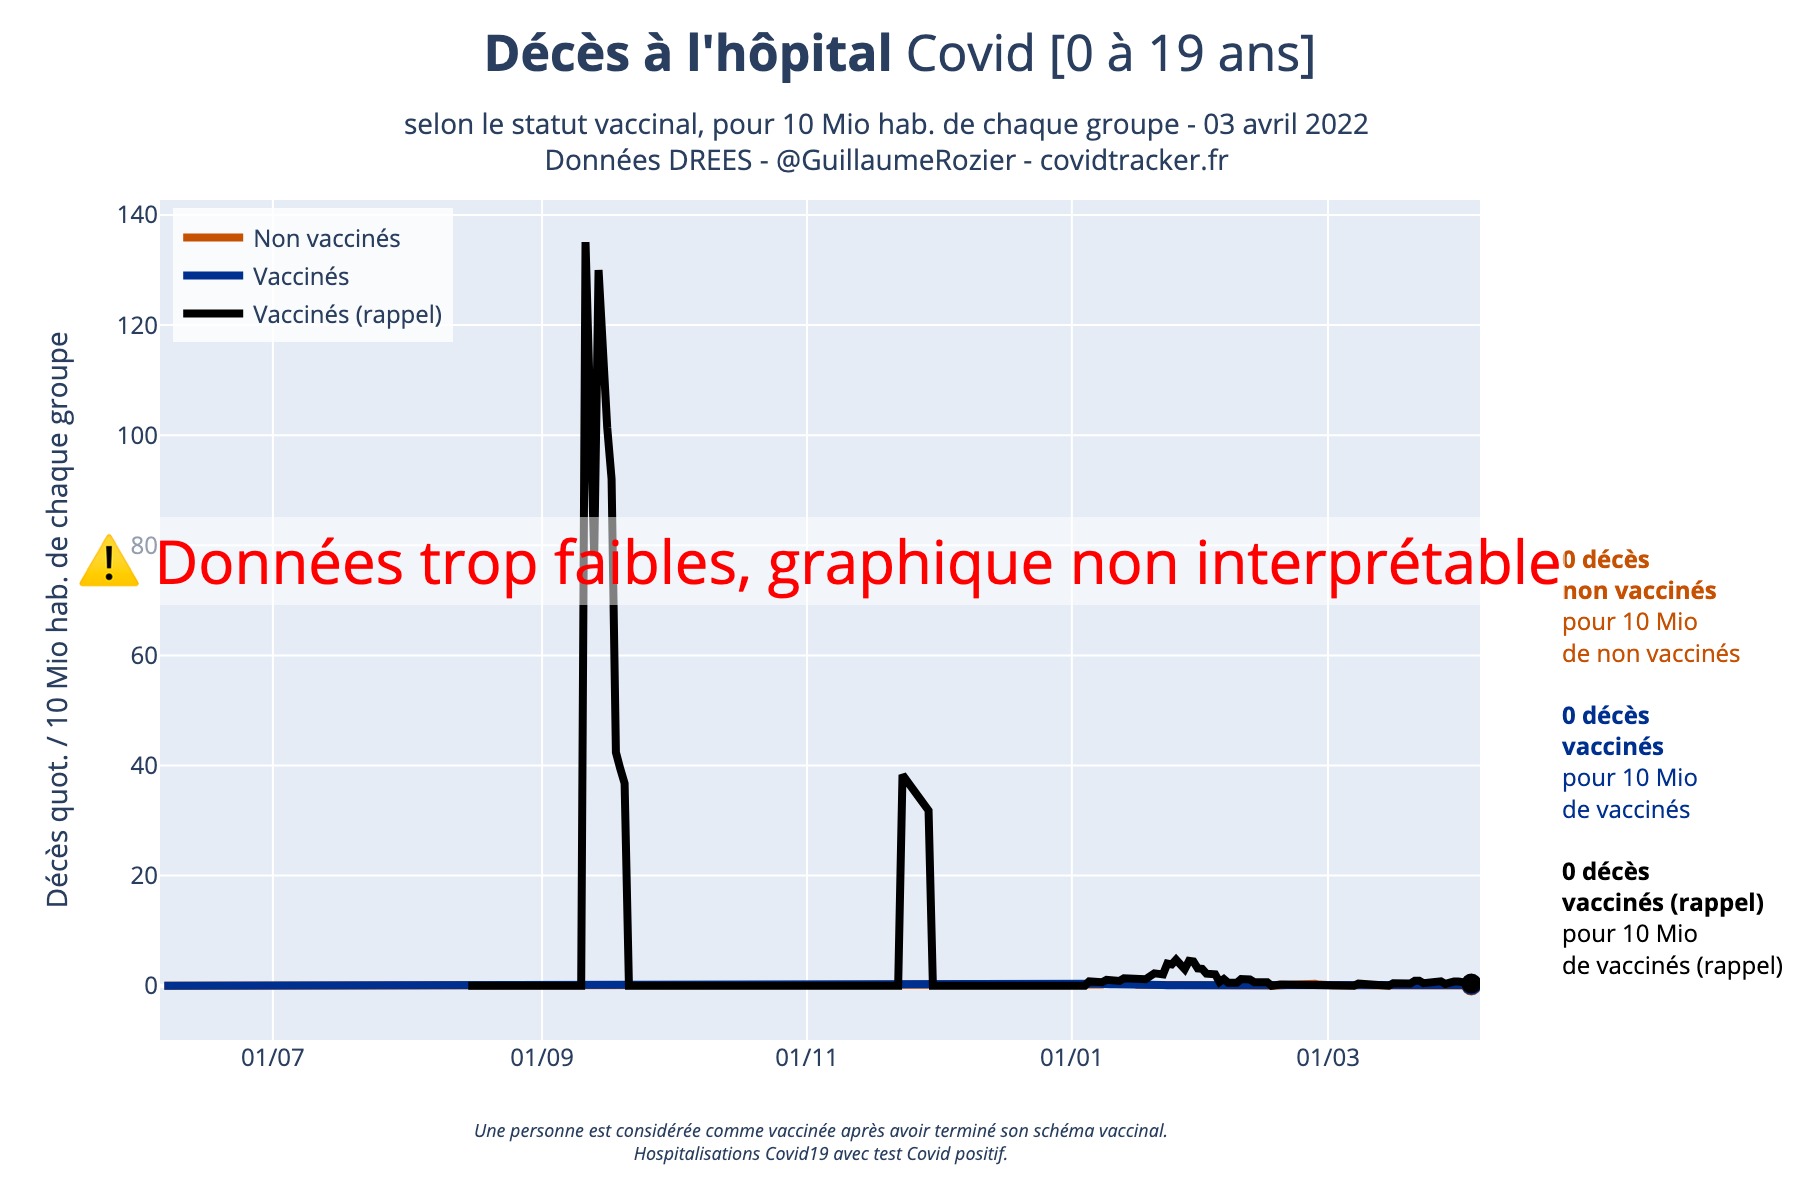 Décès à l'hôpital Covid [0 à 19 ans]
selon le statut vaccinal, pour 10 Mio hab. de chaque groupe - 03 avril 2022
Données DREES - @GuillaumeRozier - covidtracker.fr
Décès quot. / 10 Mio hab. de chaque groupe
140
120
100
80
60
40
20
0
Non vaccinés
Vaccinés
Vaccinés (rappel)
⚠️ Données trop faibles, graphique non interprétable
0 décès
non vaccinés
pour 10 Mio
de non vaccinés
0 décès
vaccinés
pour 10 Mio
de vaccinés
0 décès
vaccinés (rappel)
pour 10 Mio
de vaccinés (rappel)
01/07 01/09 01/11 01/01 01/03
Une personne est considérée comme vaccinée après avoir terminé son schéma vaccinal.
Hospitalisations Covid19 avec test Covid positif.